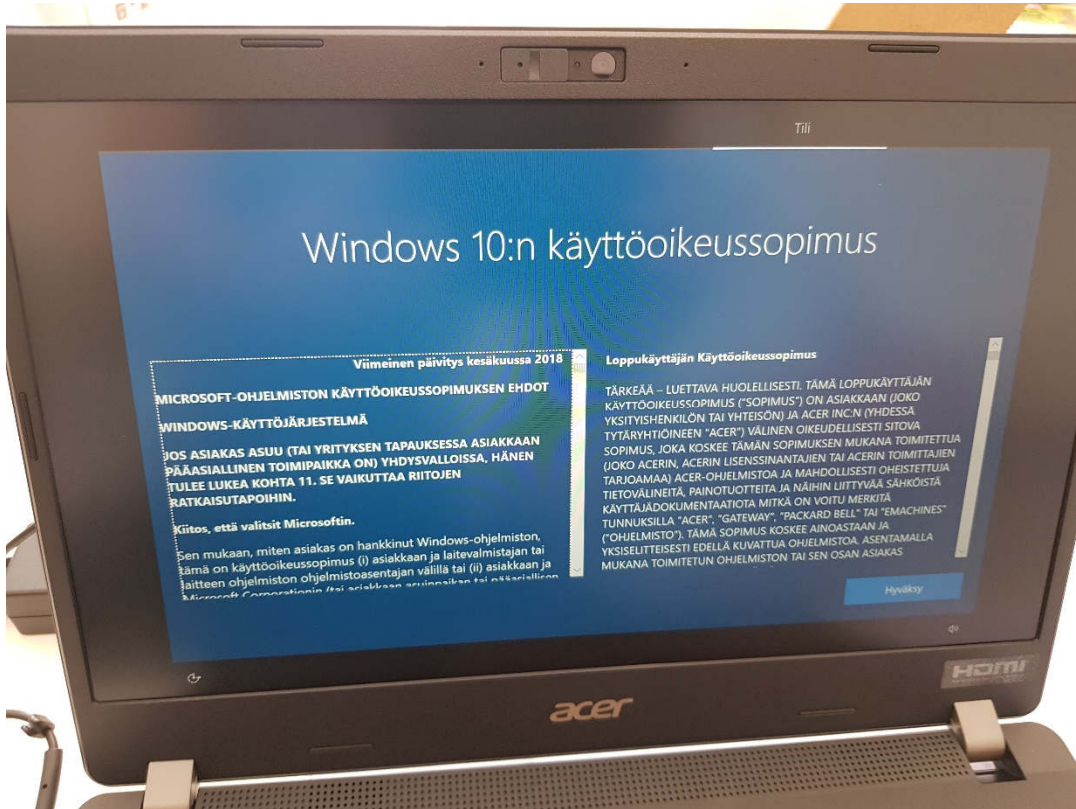 Tili
Windows 10:n käyttöoikeussopimus
Viimeinen päivitys kesäkuussa 2018
MICROSOFT-OHJELMISTON KÄYTTÖOIKEUSSOPIMUKSEN EHDOT
WINDOWS-KÄYTTÖJÄRJESTELMÄ
JOS ASIAKAS ASUU (TAI YRITYKSEN TAPAUKSESSA ASIAKKAAN
PÄÄASIALLINEN TOIMIPAIKKA ON) YHDYSVALLOISSA, HÄNEN
TULEE LUKEA KOHTA 11. SE VAIKUTTAA RIITOJEN
RATKAISUTAPOIHIN.
Kiitos, että valitsit Microsoftin.
Sen mukaan, miten asiakas on hankkinut Windows-ohjelmiston,
tämä on käyttöoikeussopimus (i) asiakkaan ja laitevalmistajan tai
laitteen ohjelmiston ohjelmistoasentajan välillä tai (ii) asiakkaan ja
Microsoft Corporationin (tai asiakkaan asuinpaikan tai pääasiallisen
Loppukäyttäjän Käyttöoikeussopimus
TÄRKEÄÄ – LUETTAVA HUOLELLISESTI. TÄMÄ LOPPUKÄYTTÄJÄN
KÄYTTÖOIKEUSSOPIMUS ("SOPIMUS") ON ASIAKKAAN (JOKO
YKSITYISHENKILÖN TAI YHTEISÖN) JA ACER INC:N (YHDESSÄ
TYTÄRYHTIÖINEEN "ACER") VÄLINEN OIKEUDELLISESTI SITOVA
SOPIMUS, JOKA KOSKEE TÄMÄN SOPIMUKSEN MUKANA TOIMITETTUA
(JOKO ACERIN, ACERIN LISENSSINANTAJIEN TAI ACERIN TOIMITTAJIEN
TARJOAMAA) ACER-OHJELMISTOA JA MAHDOLLISESTI OHEISTETTUJA
TIETOVÄLINEITÄ, PAINOTUOTTEITA JA NÄIHIN LIITTYVÄÄ SÄHKÖISTÄ
KÄYTTÄJÄDOKUMENTAATIOTA MITKÄ ON VOITU MERKITÄ
TUNNUKSILLA "ACER", "GATEWAY", "PACKARD BELL" TAI "EMACHINES"
("OHJELMISTO"). TÄMÄ SOPIMUS KOSKEE AINOASTAAN JA
YKSISELITTEISESTI EDELLÄ KUVATTUA OHJELMISTOA. ASENTAMALLA
MUKANA TOIMITETUN OHJELMISTON TAI SEN OSAN ASIAKAS
Hyväksy
HDMI
acer